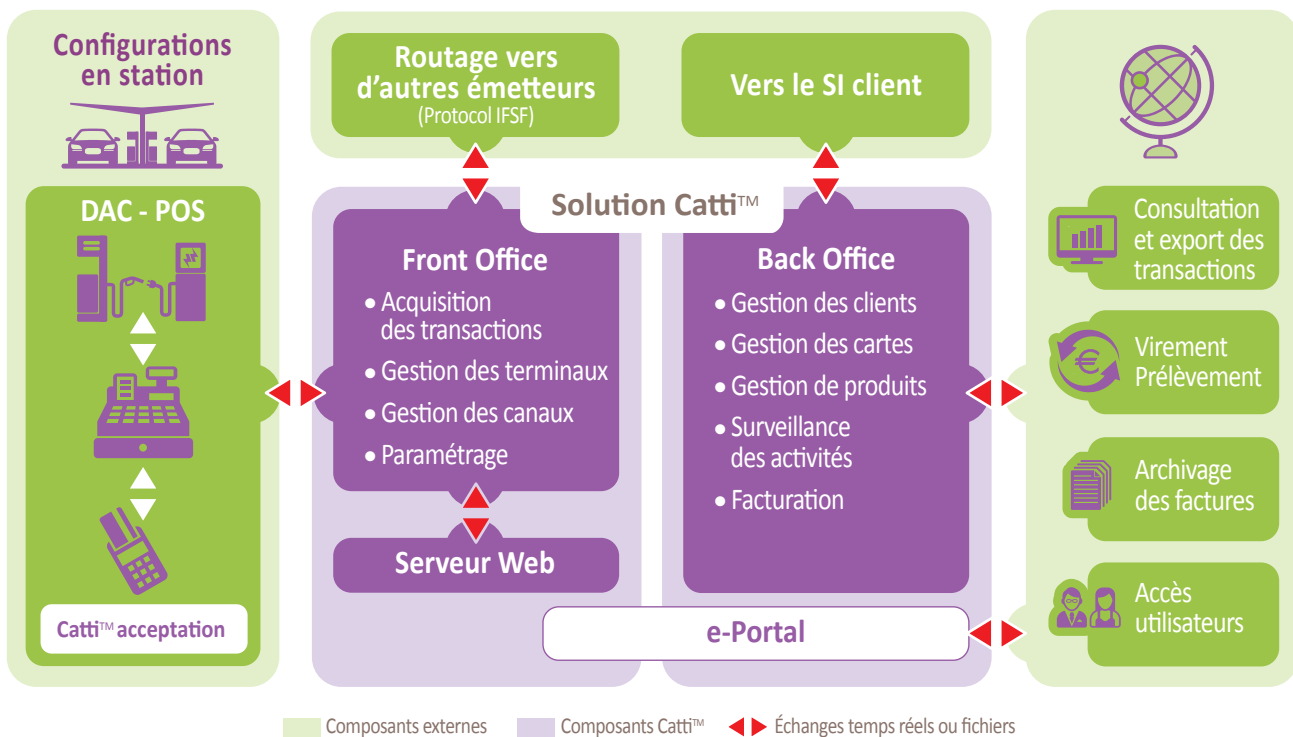 Configurations
en station
DAC - POS
Catti™ acceptation
Routage vers
d'autres émetteurs
(Protocol IFSF)
Vers le SI client
Solution Catti™
Front Office
• Acquisition
des transactions
• Gestion des terminaux
• Gestion des canaux
• Paramétrage
Serveur Web
Back Office
• Gestion des clients
• Gestion des cartes
• Gestion de produits
• Surveillance
des activités
• Facturation
e-Portal
Consultation
et export des
transactions
€
Virement
Prélèvement
Archivage
des factures
Accès
utilisateurs
Composants externes
Composants Catti™
Échanges temps réels ou fichiers